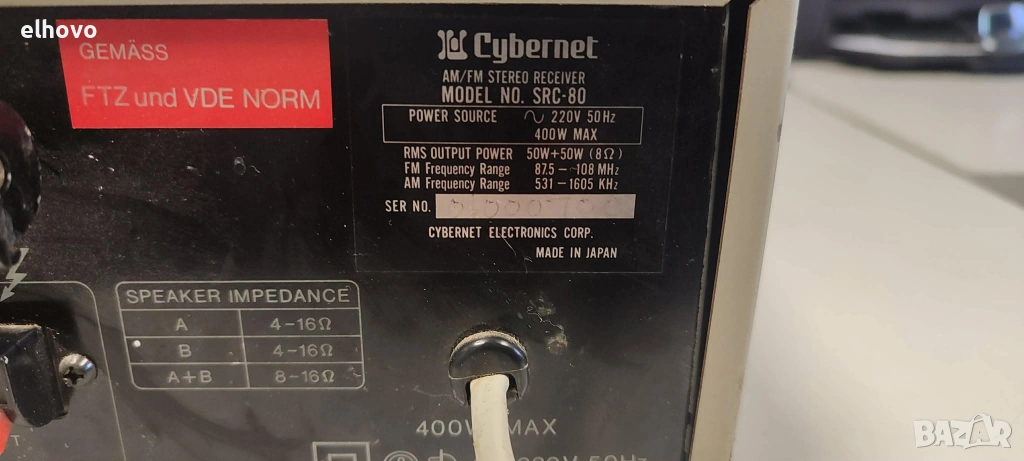 elhovo
GEMÄSS
FTZ und VDE NORM
Cybernet
AM/FM STEREO RECEIVER
MODEL NO. SRC-80
POWER SOURCE ∿ 220V 50Hz
400W MAX
RMS OUTPUT POWER 50W+50W (8Ω)
FM Frequency Range 87.5 – 108 MHz
AM Frequency Range 531 – 1605 KHz
SER NO.
CYBERNET ELECTRONICS CORP.
MADE IN JAPAN
SPEAKER IMPEDANCE
A 4-16Ω
B 4-16Ω
A+B 8-16Ω
400W MAX
220V 50Hz
BAZAR